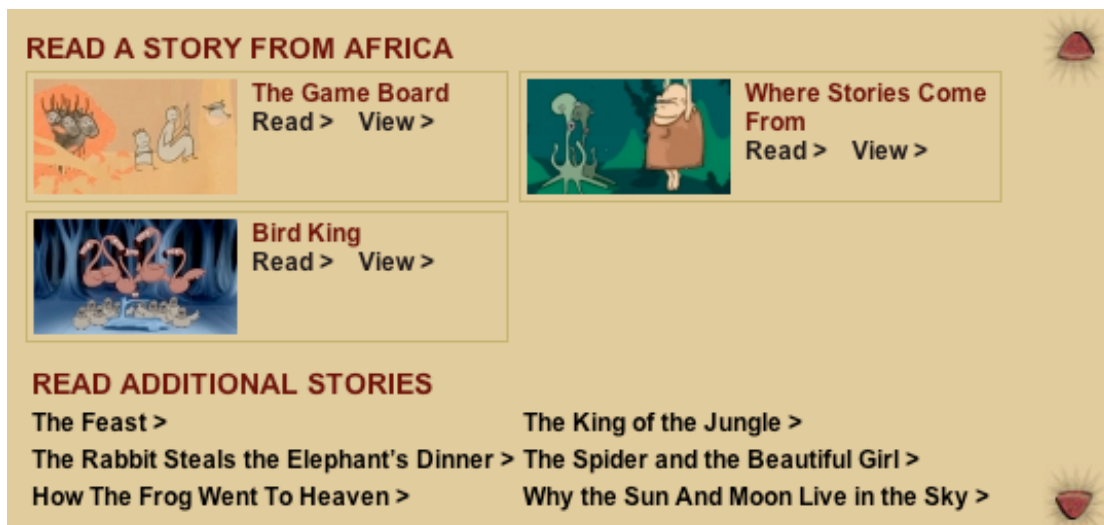 READ A STORY FROM AFRICA
The Game Board
Read > View >
Where Stories Come
From
Read > View >
Bird King
Read > View >
READ ADDITIONAL STORIES
The Feast >
The King of the Jungle >
The Rabbit Steals the Elephant's Dinner >
The Spider and the Beautiful Girl >
How The Frog Went To Heaven >
Why the Sun And Moon Live in the Sky >